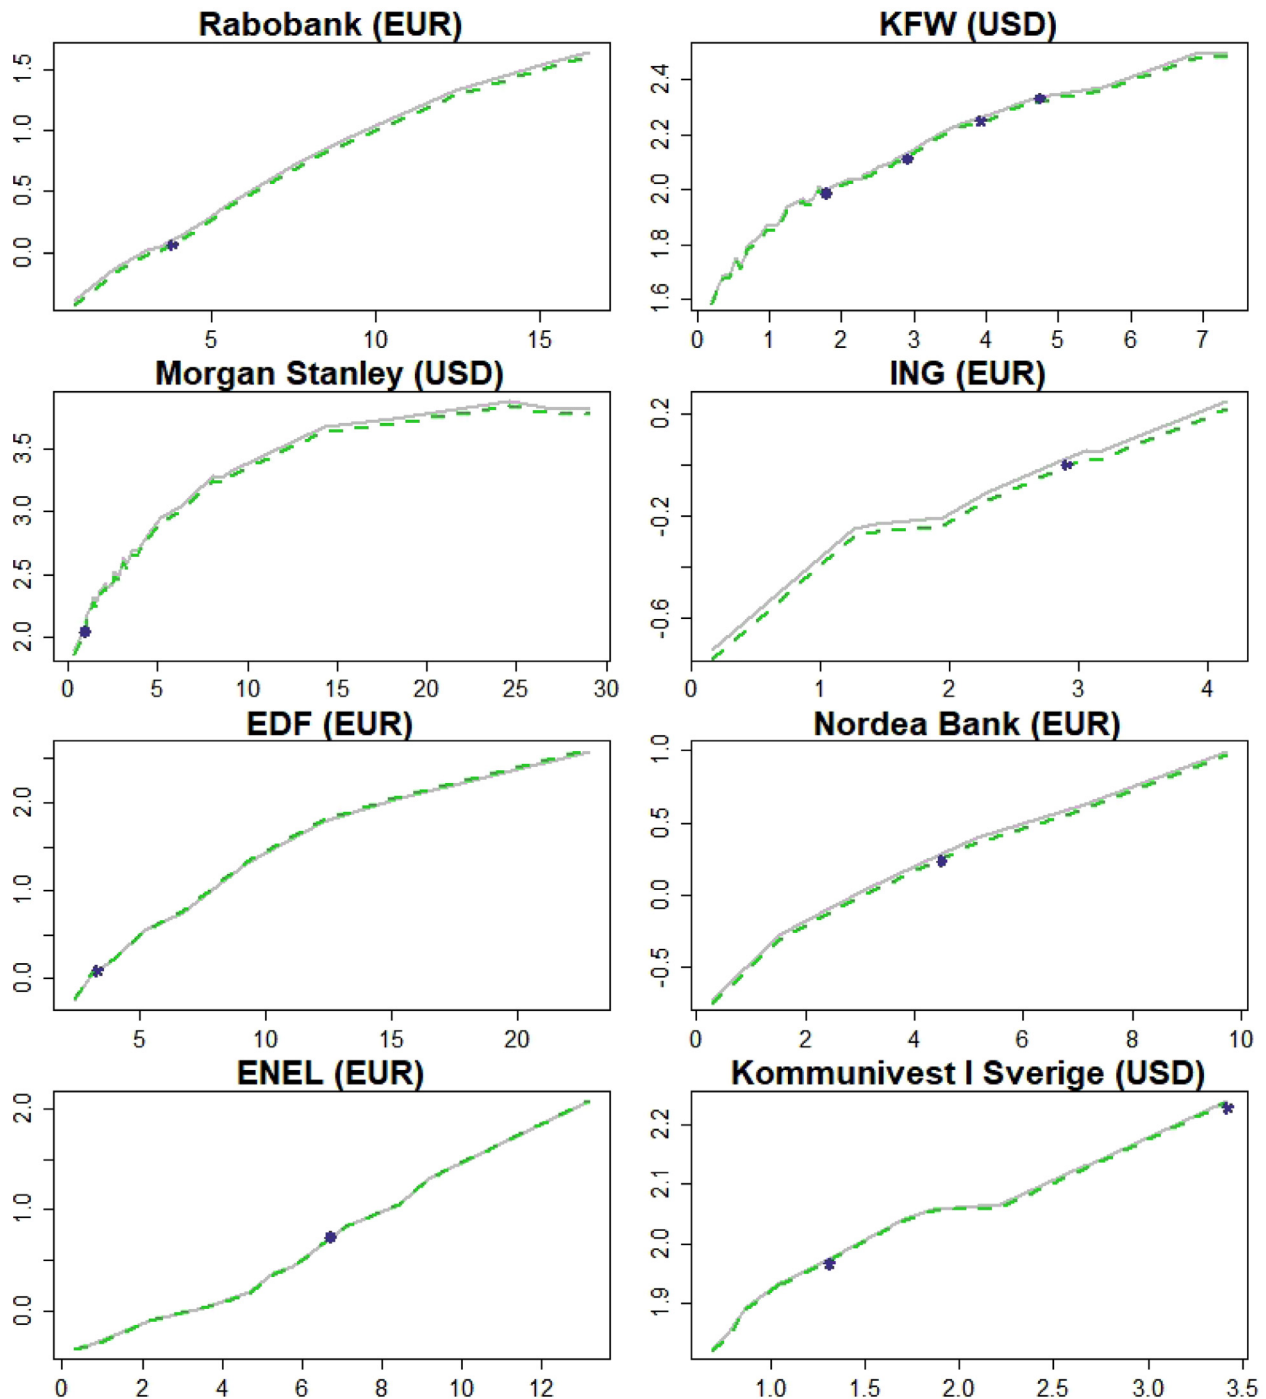 Rabobank (EUR)
0.0 0.5 1.0 1.5
5 10 15
KFW (USD)
1.6 1.8 2.0 2.2 2.4
0 1 2 3 4 5 6 7
Morgan Stanley (USD)
2.0 2.5 3.0 3.5
0 5 10 15 20 25 30
ING (EUR)
-0.6 -0.2 0.2
0 1 2 3 4
EDF (EUR)
0.0 1.0 2.0
5 10 15 20
Nordea Bank (EUR)
-0.5 0.0 0.5 1.0
0 2 4 6 8 10
ENEL (EUR)
0.0 1.0 2.0
0 2 4 6 8 10 12
Kommunivest I Sverige (USD)
1.9 2.0 2.1 2.2
1.0 1.5 2.0 2.5 3.0 3.5